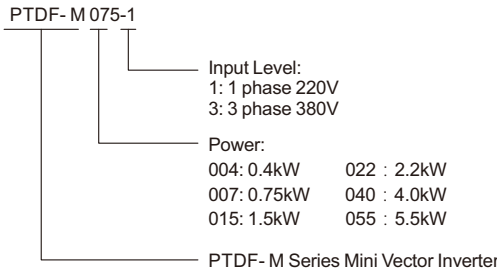 PTDF- M 075-1
Input Level:
1: 1 phase 220V
3: 3 phase 380V
Power:
004: 0.4kW 022 : 2.2kW
007: 0.75kW 040 : 4.0kW
015: 1.5kW 055 : 5.5kW
PTDF- M Series Mini Vector Inverter